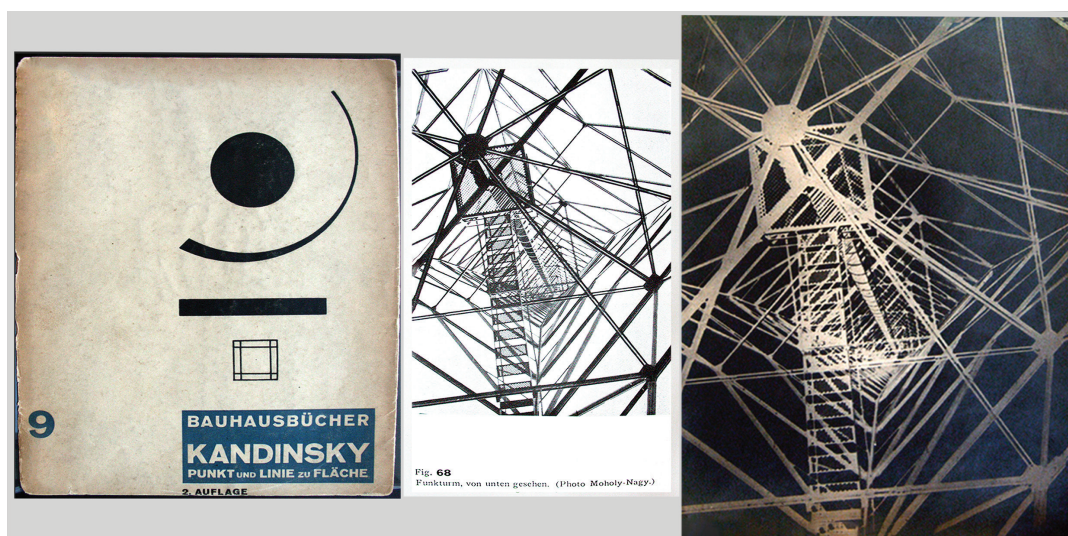 9
BAUHAUSBÜCHER
KANDINSKY
PUNKT UND LINIE ZU FLÄCHE
2. AUFLAGE
Fig. 68
Funkturm, von unten gesehen. (Photo Moholy-Nagy.)